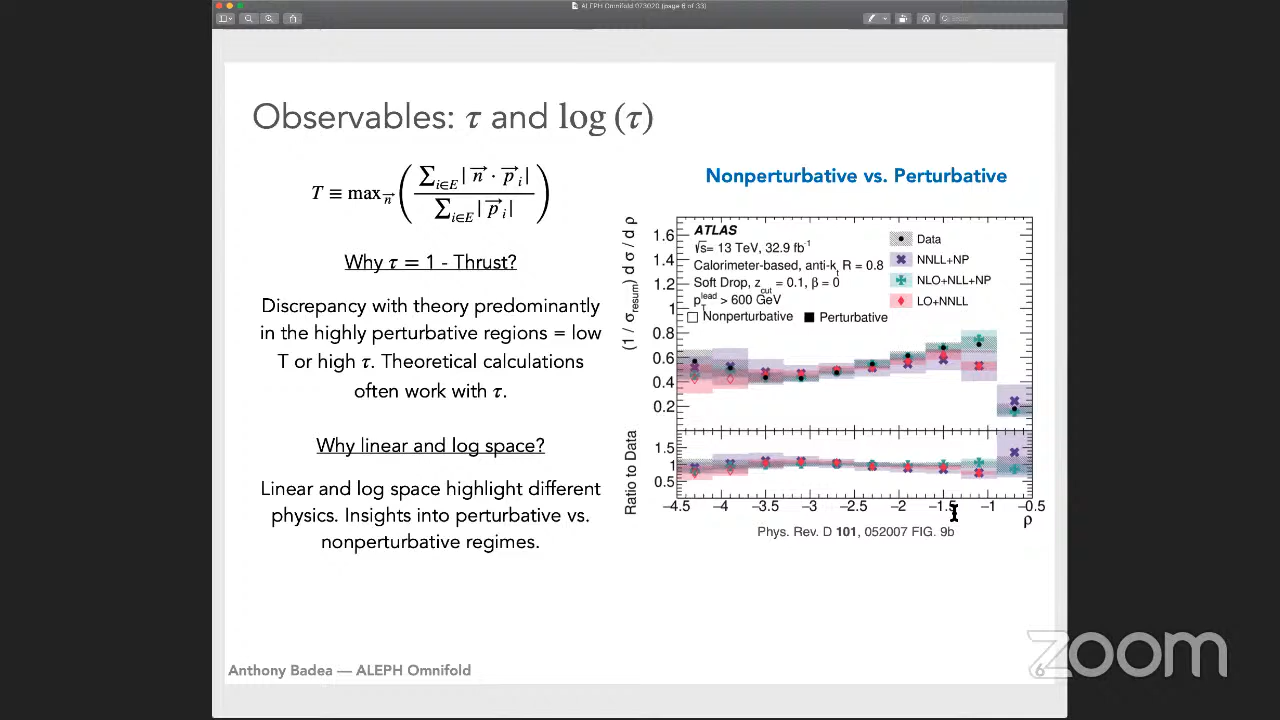 ALEPH Omnifold 073020 (page 6 of 33)
Search
Observables: τ and log (τ)
T ≡ max_n⃗ ( ∑_{i∈E} | n⃗ · p⃗_i | / ∑_{i∈E} | p⃗_i | )
Why τ = 1 - Thrust?
Discrepancy with theory predominantly
in the highly perturbative regions = low
T or high τ. Theoretical calculations
often work with τ.
Why linear and log space?
Linear and log space highlight different
physics. Insights into perturbative vs.
nonperturbative regimes.
Nonperturbative vs. Perturbative
(1 / σ_resum) d σ / d ρ
1.6
1.4
1.2
1
0.8
0.6
0.4
0.2
ATLAS
√s= 13 TeV, 32.9 fb⁻¹
Calorimeter-based, anti-k_t R = 0.8
Soft Drop, z_cut = 0.1, β = 0
p_T^lead > 600 GeV
Nonperturbative Perturbative
Data
NNLL+NP
NLO+NLL+NP
LO+NNLL
Ratio to Data
1.5
1
0.5
−4.5 −4 −3.5 −3 −2.5 −2 −1.5 −1 −0.5
ρ
Phys. Rev. D 101, 052007 FIG. 9b
Anthony Badea — ALEPH Omnifold
6
zoom